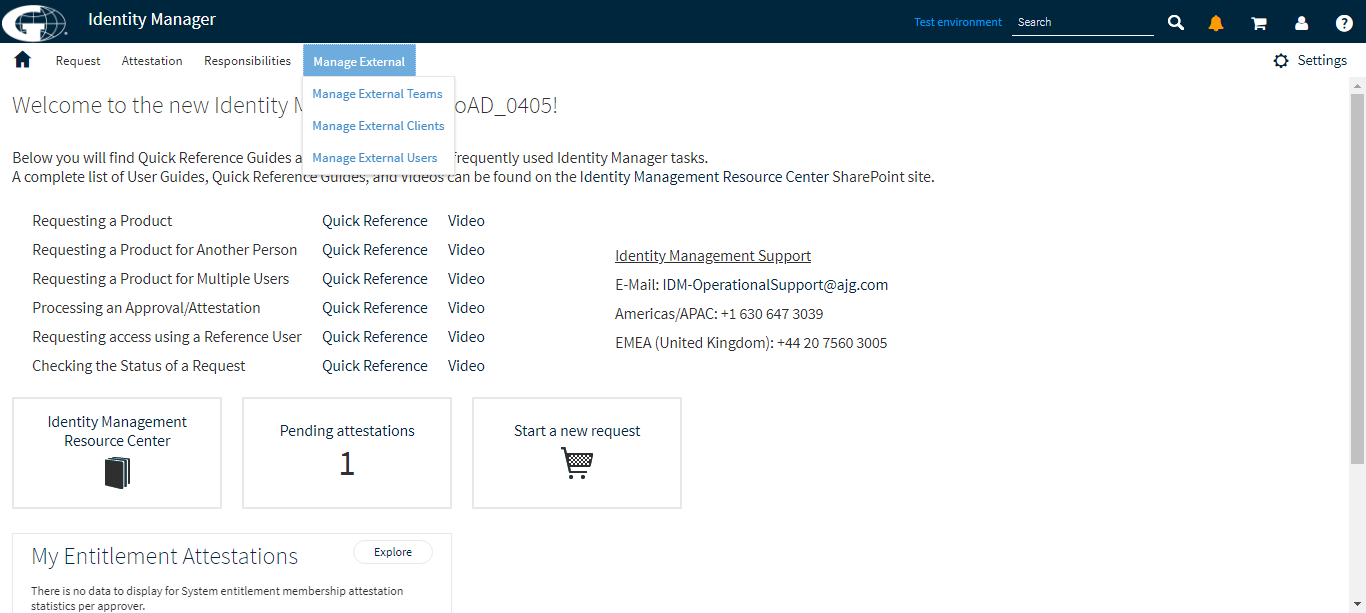 Identity Manager
Test environment
Search
Request Attestation Responsibilities Manage External
Settings
Manage External Teams
Manage External Clients
Manage External Users
Welcome to the new Identity oAD_0405!
Below you will find Quick Reference Guides frequently used Identity Manager tasks.
A complete list of User Guides, Quick Reference Guides, and Videos can be found on the Identity Management Resource Center SharePoint site.
Requesting a Product Quick Reference Video
Requesting a Product for Another Person Quick Reference Video
Requesting a Product for Multiple Users Quick Reference Video
Processing an Approval/Attestation Quick Reference Video
Requesting access using a Reference User Quick Reference Video
Checking the Status of a Request Quick Reference Video
Identity Management Support
E-Mail: IDM-OperationalSupport@ajg.com
Americas/APAC: +1 630 647 3039
EMEA (United Kingdom): +44 20 7560 3005
Identity Management
Resource Center
Pending attestations
1
Start a new request
My Entitlement Attestations
Explore
There is no data to display for System entitlement membership attestation
statistics per approver.